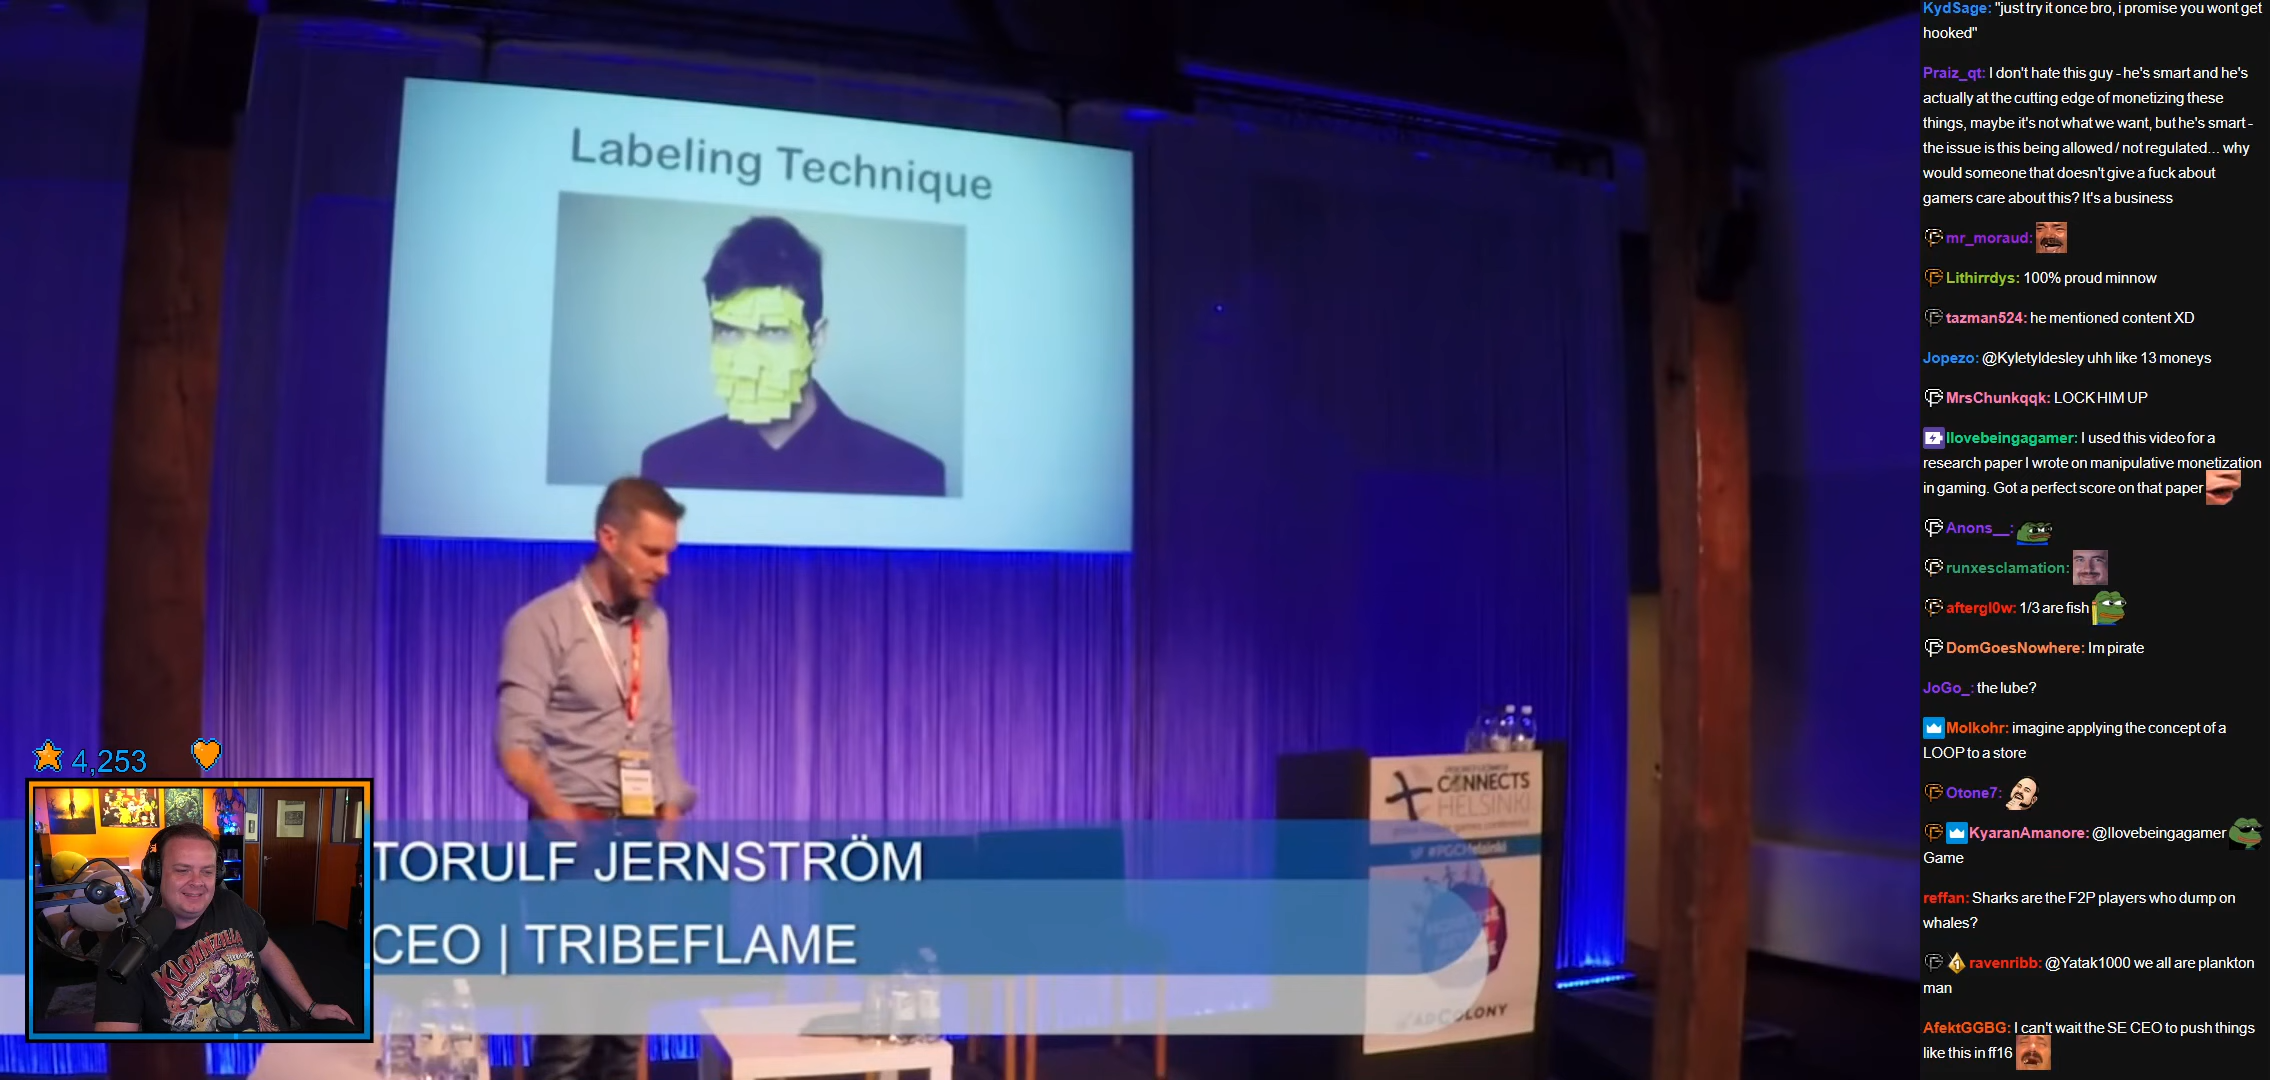 Labeling Technique
CONNECTS
HELSINKI
#PGCHelsinki
ADCOLONY
4,253
TORULF JERNSTRÖM
CEO | TRIBEFLAME
KydSage: "just try it once bro, i promise you wont get
hooked"
Praiz_qt: I don't hate this guy - he's smart and he's
actually at the cutting edge of monetizing these
things, maybe it's not what we want, but he's smart -
the issue is this being allowed / not regulated... why
would someone that doesn't give a fuck about
gamers care about this? It's a business
mr_moraud:
Lithirrdys: 100% proud minnow
tazman524: he mentioned content XD
Jopezo: @Kyletyldesley uhh like 13 moneys
MrsChunkqqk: LOCK HIM UP
Ilovebeingagamer: I used this video for a
research paper I wrote on manipulative monetization
in gaming. Got a perfect score on that paper
Anons__:
runxesclamation:
aftergl0w: 1/3 are fish
DomGoesNowhere: Im pirate
JoGo_: the lube?
Molkohr: imagine applying the concept of a
LOOP to a store
Otone7:
KyaranAmanore: @Ilovebeingagamer
Game
reffan: Sharks are the F2P players who dump on
whales?
ravenribb: @Yatak1000 we all are plankton
man
AfektGGBG: I can't wait the SE CEO to push things
like this in ff16